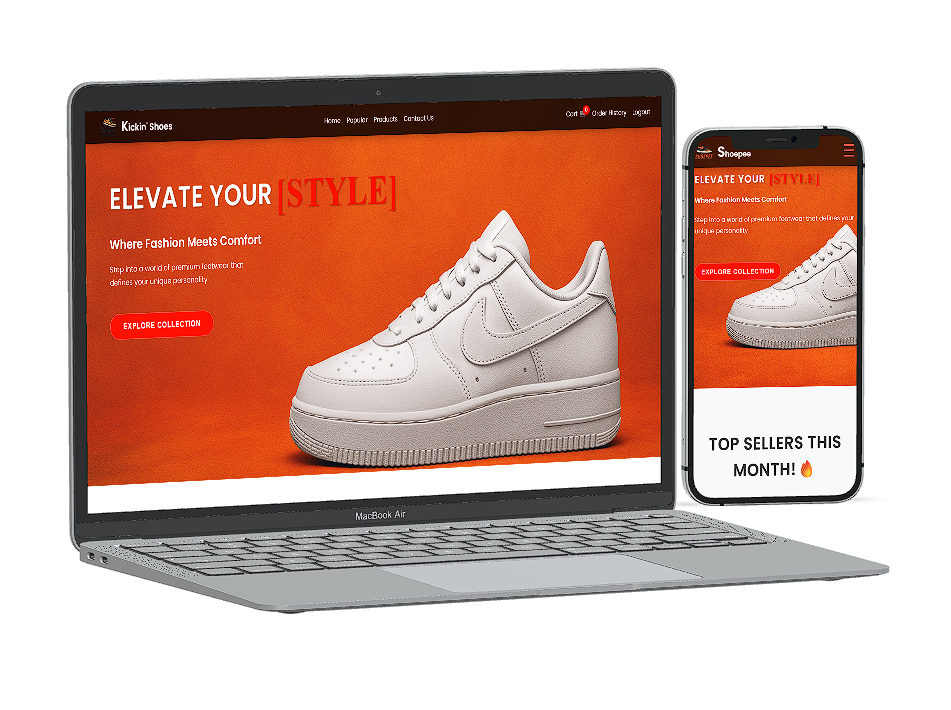 Kickin' Shoes
Home Popular Products Contact Us
Cart 0 Order History Logout
ELEVATE YOUR [STYLE]
Where Fashion Meets Comfort
Step into a world of premium footwear that
defines your unique personality
EXPLORE COLLECTION
MacBook Air
SHOEPEE
Shoepee
ELEVATE YOUR [STYLE]
Where Fashion Meets Comfort
Step into a world of premium footwear that defines your
unique personality
EXPLORE COLLECTION
TOP SELLERS THIS
MONTH! 🔥